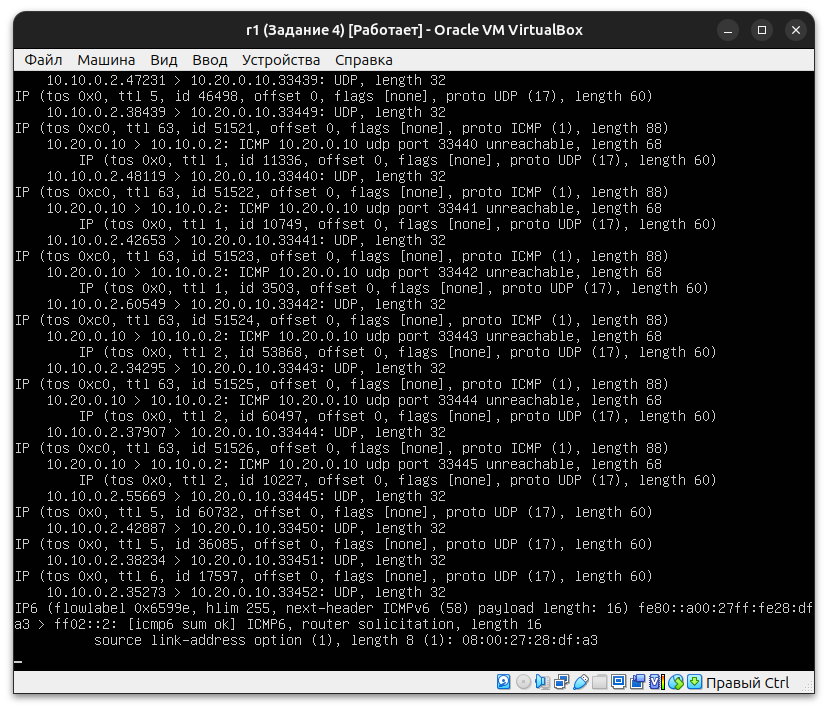 r1 (Задание 4) [Работает] - Oracle VM VirtualBox
Файл Машина Вид Ввод Устройства Справка
10.10.0.2.47231 > 10.20.0.10.33439: UDP, length 32
IP (tos 0x0, ttl 5, id 46498, offset 0, flags [none], proto UDP (17), length 60)
10.10.0.2.38439 > 10.20.0.10.33449: UDP, length 32
IP (tos 0xc0, ttl 63, id 51521, offset 0, flags [none], proto ICMP (1), length 88)
10.20.0.10 > 10.10.0.2: ICMP 10.20.0.10 udp port 33440 unreachable, length 68
IP (tos 0x0, ttl 1, id 11336, offset 0, flags [none], proto UDP (17), length 60)
10.10.0.2.48119 > 10.20.0.10.33440: UDP, length 32
IP (tos 0xc0, ttl 63, id 51522, offset 0, flags [none], proto ICMP (1), length 88)
10.20.0.10 > 10.10.0.2: ICMP 10.20.0.10 udp port 33441 unreachable, length 68
IP (tos 0x0, ttl 1, id 10749, offset 0, flags [none], proto UDP (17), length 60)
10.10.0.2.42653 > 10.20.0.10.33441: UDP, length 32
IP (tos 0xc0, ttl 63, id 51523, offset 0, flags [none], proto ICMP (1), length 88)
10.20.0.10 > 10.10.0.2: ICMP 10.20.0.10 udp port 33442 unreachable, length 68
IP (tos 0x0, ttl 1, id 3503, offset 0, flags [none], proto UDP (17), length 60)
10.10.0.2.60549 > 10.20.0.10.33442: UDP, length 32
IP (tos 0xc0, ttl 63, id 51524, offset 0, flags [none], proto ICMP (1), length 88)
10.20.0.10 > 10.10.0.2: ICMP 10.20.0.10 udp port 33443 unreachable, length 68
IP (tos 0x0, ttl 2, id 53868, offset 0, flags [none], proto UDP (17), length 60)
10.10.0.2.34295 > 10.20.0.10.33443: UDP, length 32
IP (tos 0xc0, ttl 63, id 51525, offset 0, flags [none], proto ICMP (1), length 88)
10.20.0.10 > 10.10.0.2: ICMP 10.20.0.10 udp port 33444 unreachable, length 68
IP (tos 0x0, ttl 2, id 60497, offset 0, flags [none], proto UDP (17), length 60)
10.10.0.2.37907 > 10.20.0.10.33444: UDP, length 32
IP (tos 0xc0, ttl 63, id 51526, offset 0, flags [none], proto ICMP (1), length 88)
10.20.0.10 > 10.10.0.2: ICMP 10.20.0.10 udp port 33445 unreachable, length 68
IP (tos 0x0, ttl 2, id 10227, offset 0, flags [none], proto UDP (17), length 60)
10.10.0.2.55669 > 10.20.0.10.33445: UDP, length 32
IP (tos 0x0, ttl 5, id 60732, offset 0, flags [none], proto UDP (17), length 60)
10.10.0.2.42887 > 10.20.0.10.33450: UDP, length 32
IP (tos 0x0, ttl 5, id 36085, offset 0, flags [none], proto UDP (17), length 60)
10.10.0.2.38234 > 10.20.0.10.33451: UDP, length 32
IP (tos 0x0, ttl 6, id 17597, offset 0, flags [none], proto UDP (17), length 60)
10.10.0.2.35273 > 10.20.0.10.33452: UDP, length 32
IP6 (flowlabel 0x6599e, hlim 255, next-header ICMPv6 (58) payload length: 16) fe80::a00:27ff:fe28:df
a3 > ff02::2: [icmp6 sum ok] ICMP6, router solicitation, length 16
source link-address option (1), length 8 (1): 08:00:27:28:df:a3
Правый Ctrl